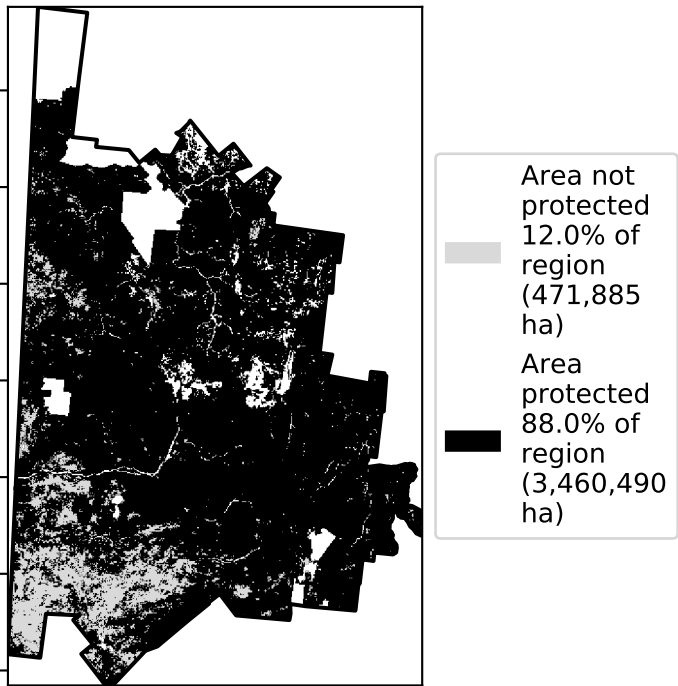 Area not
protected
12.0% of
region
(471,885
ha)
Area
protected
88.0% of
region
(3,460,490
ha)